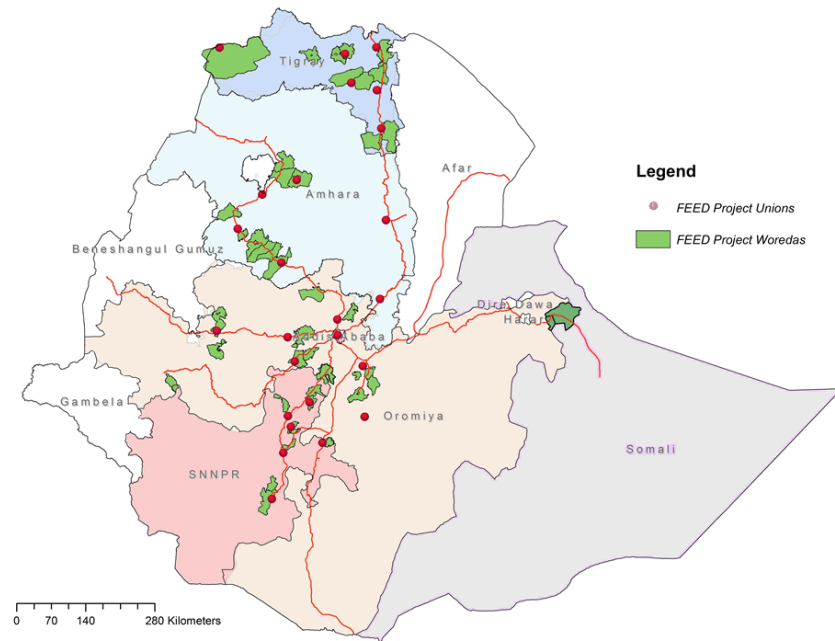 Tigray
Afar
Amhara
Legend
FEED Project Unions
FEED Project Woredas
Beneshangul Gumuz
Dire Dawa
Harar
Addis Ababa
Gambela
Oromiya
SNNPR
Somali
0 70 140 280 Kilometers